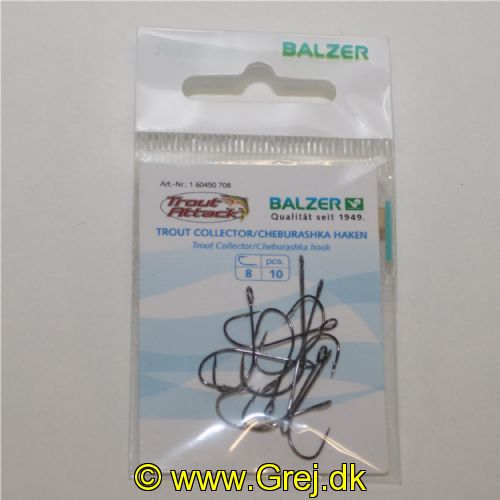 BALZER
Art.-Nr.: 1 60450 708
Trout Attack
BALZER
Qualität seit 1949.
TROUT COLLECTOR/CHEBURASHKA HAKEN
Trout Collector/Cheburashka hook
pcs.
8 10
© www.Grej.dk